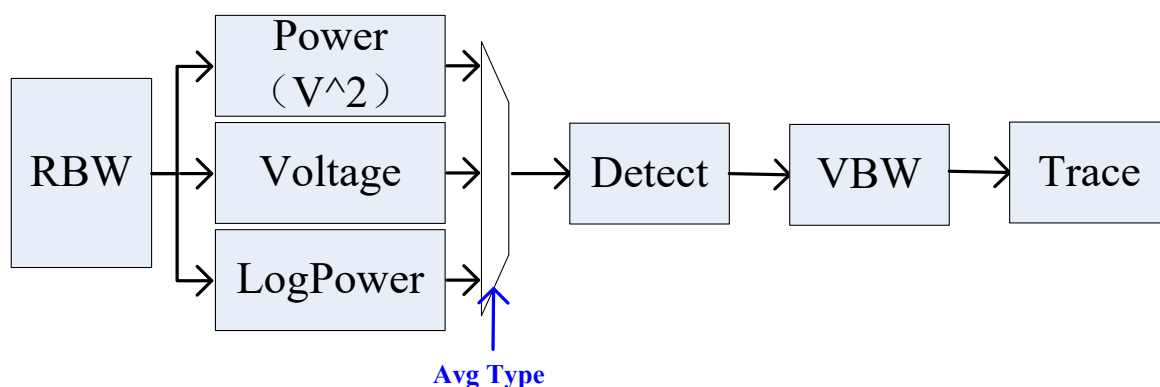 RBW
Power
（V^2）
Voltage
LogPower
Detect
VBW
Trace
Avg Type